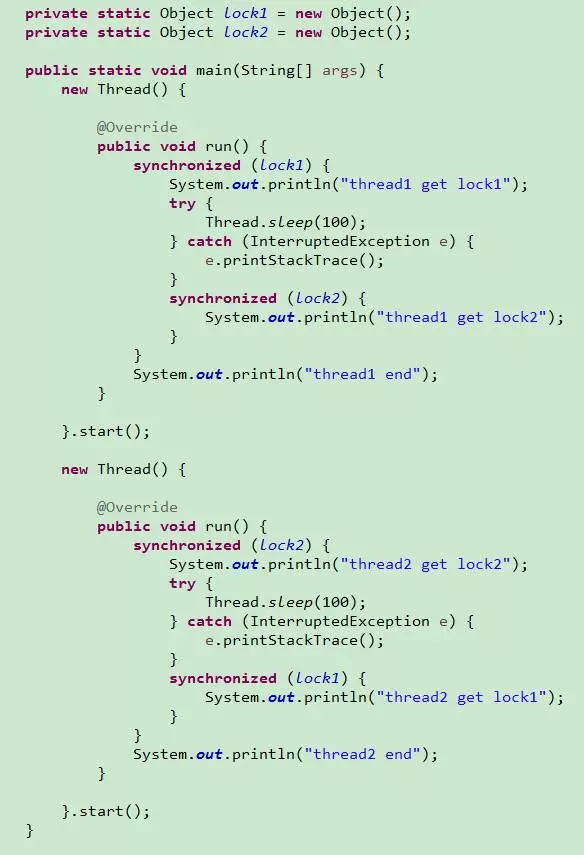 private static Object lock1 = new Object();
private static Object lock2 = new Object();

public static void main(String[] args) {
    new Thread() {

        @Override
        public void run() {
            synchronized (lock1) {
                System.out.println("thread1 get lock1");
                try {
                    Thread.sleep(100);
                } catch (InterruptedException e) {
                    e.printStackTrace();
                }
                synchronized (lock2) {
                    System.out.println("thread1 get lock2");
                }
            }
            System.out.println("thread1 end");
        }

    }.start();

    new Thread() {

        @Override
        public void run() {
            synchronized (lock2) {
                System.out.println("thread2 get lock2");
                try {
                    Thread.sleep(100);
                } catch (InterruptedException e) {
                    e.printStackTrace();
                }
                synchronized (lock1) {
                    System.out.println("thread2 get lock1");
                }
            }
            System.out.println("thread2 end");
        }

    }.start();
}